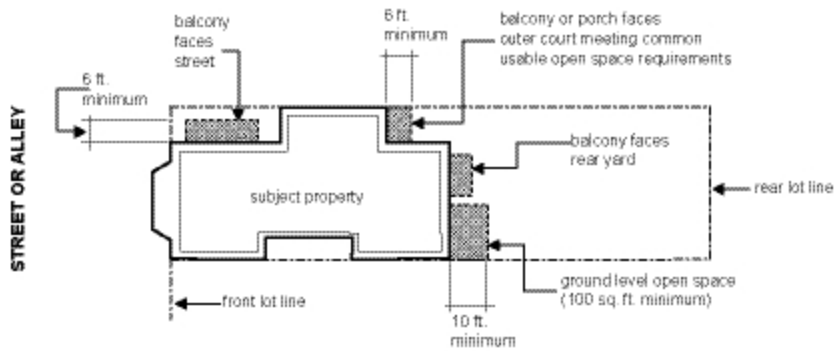 balcony
faces
street
6 ft.
minimum
balcony or porch faces
outer court meeting common
usable open space requirements
6 ft.
minimum
STREET OR ALLEY
balcony faces
rear yard
subject property
rear lot line
ground level open space
(100 sq. ft. minimum)
front lot line
10 ft.
minimum